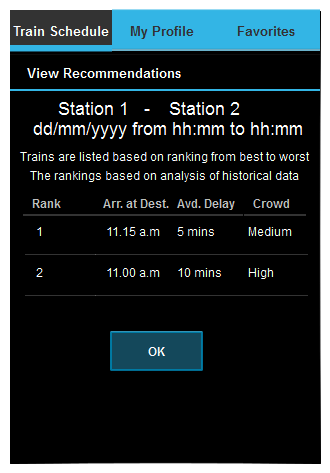 Train Schedule My Profile Favorites
View Recommendations
Station 1 - Station 2
dd/mm/yyyy from hh:mm to hh:mm
Trains are listed based on ranking from best to worst
The rankings based on analysis of historical data
Rank Arr. at Dest. Avd. Delay Crowd
1 11.15 a.m 5 mins Medium
2 11.00 a.m 10 mins High
OK